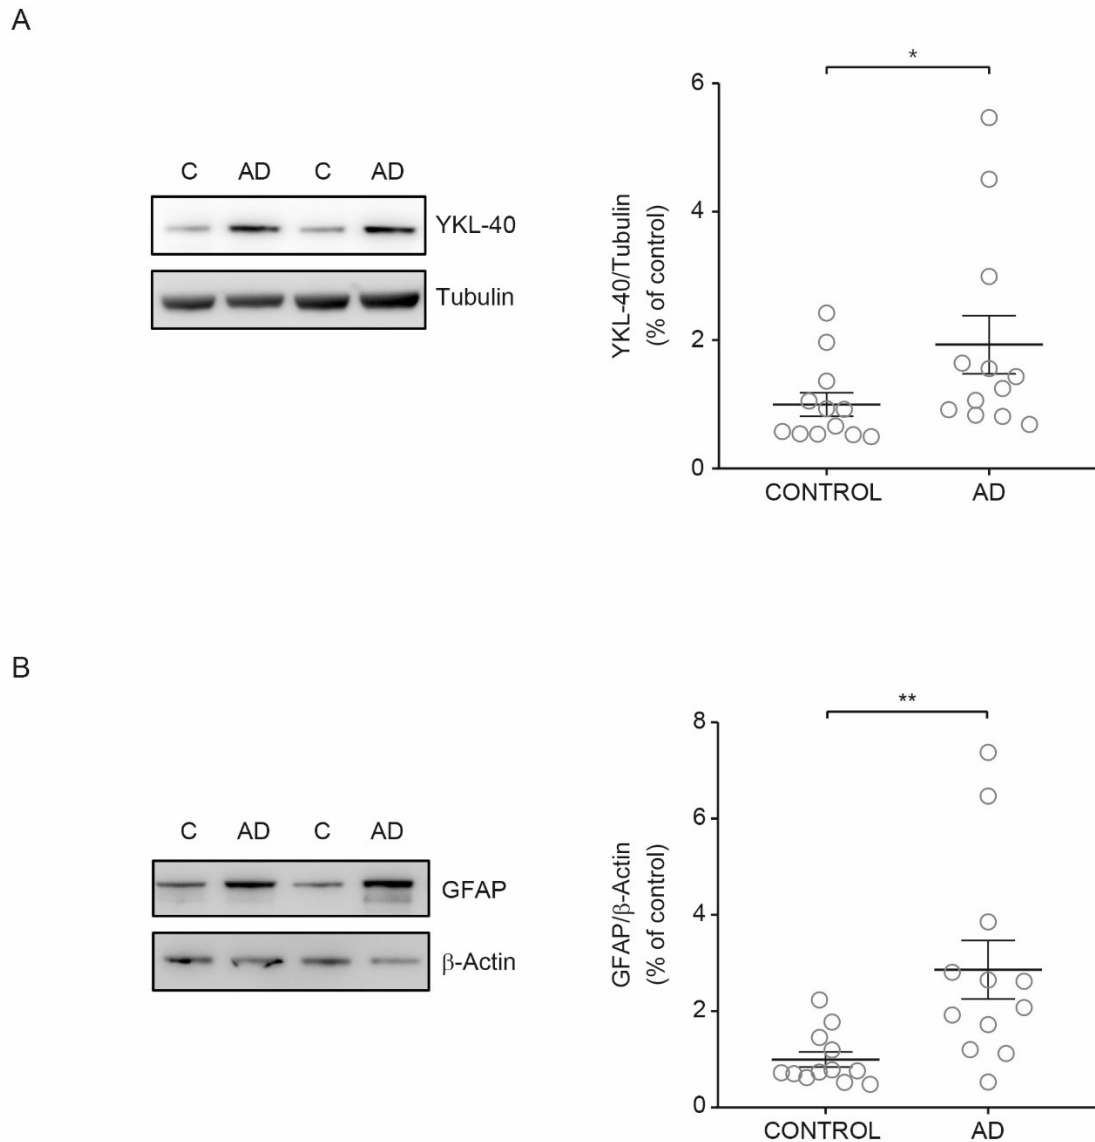 A
C AD C AD
YKL-40
Tubulin
*
YKL-40/Tubulin
(% of control)
6
4
2
0
CONTROL AD
B
C AD C AD
GFAP
β-Actin
**
GFAP/β-Actin
(% of control)
8
6
4
2
0
CONTROL AD